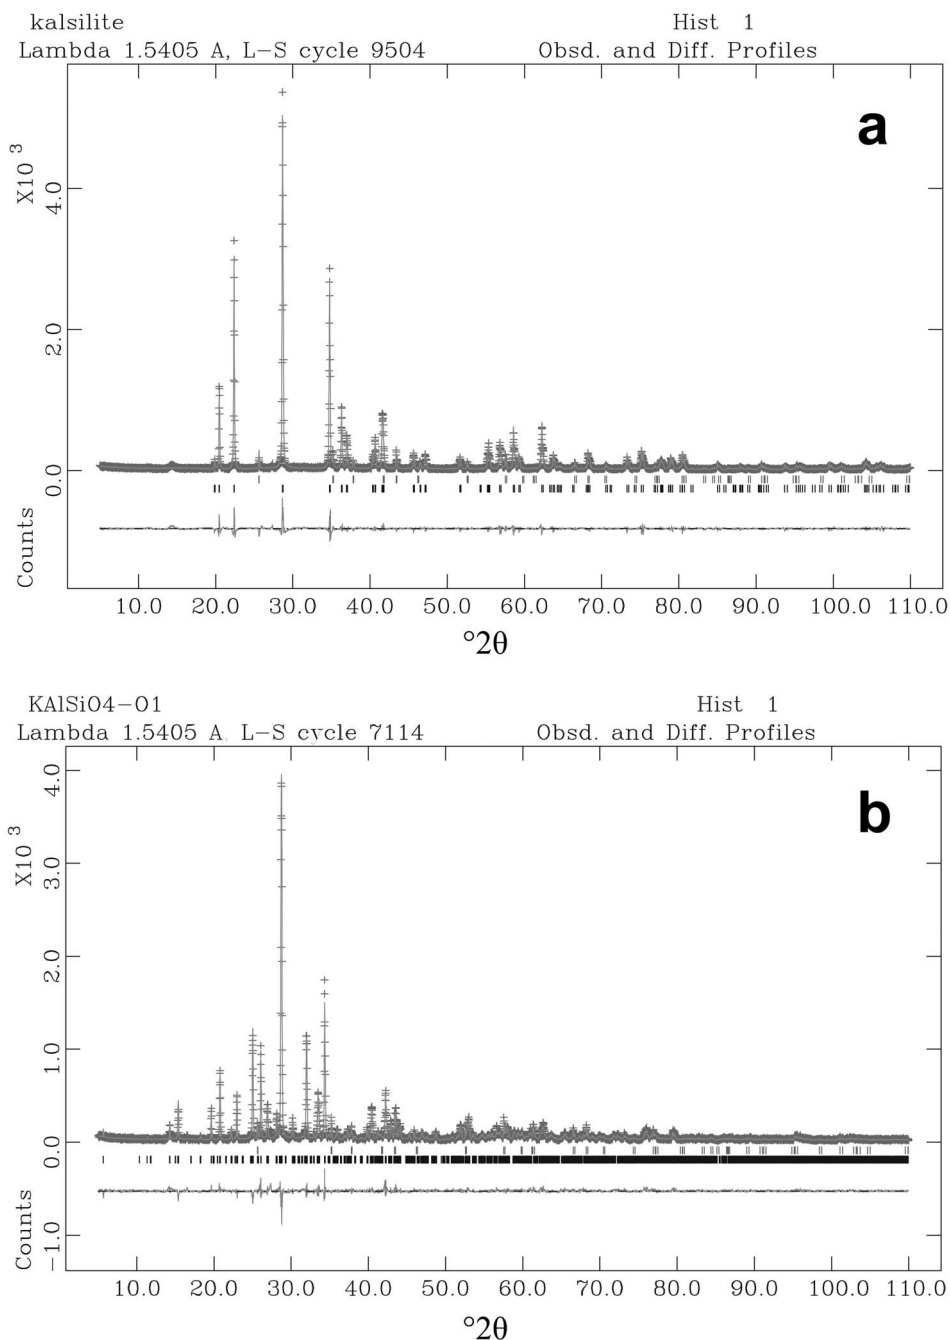 kalsilite Hist 1
Lambda 1.5405 A, L-S cycle 9504 Obsd. and Diff. Profiles
a
X10 3
4.0
2.0
0.0
Counts
10.0 20.0 30.0 40.0 50.0 60.0 70.0 80.0 90.0 100.0 110.0
°2θ
KAlSiO4-O1 Hist 1
Lambda 1.5405 A, L-S cycle 7114 Obsd. and Diff. Profiles
b
X10 3
4.0
3.0
2.0
1.0
0.0
-1.0
Counts
10.0 20.0 30.0 40.0 50.0 60.0 70.0 80.0 90.0 100.0 110.0
°2θ